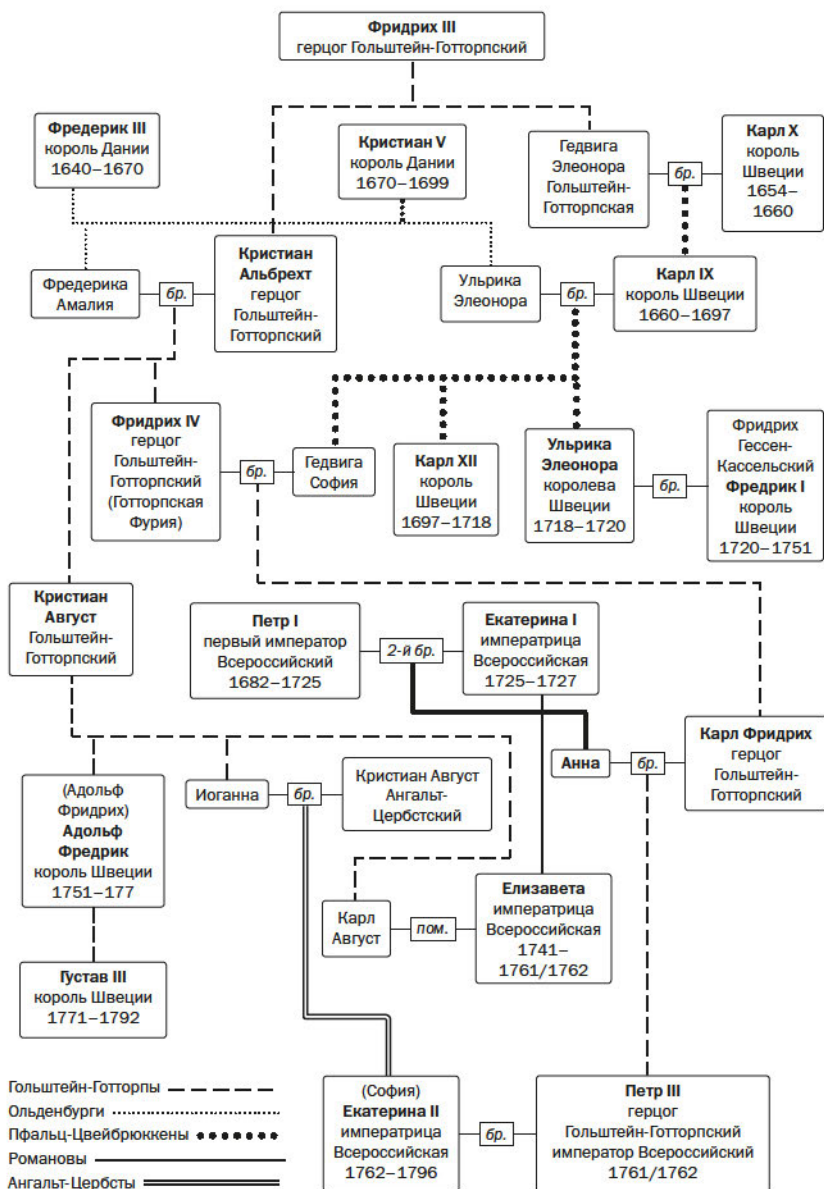 Фридрих III
герцог Гольштейн-Готторпский
Фредерик III
король Дании
1640–1670
Кристиан V
король Дании
1670–1699
Гедвига
Элеонора
Гольштейн-
Готторпская
бр.
Карл X
король
Швеции
1654–
1660
Фредерика
Амалия
бр.
Кристиан
Альбрехт
герцог
Гольштейн-
Готторпский
Ульрика
Элеонора
бр.
Карл IX
король Швеции
1660–1697
Фридрих IV
герцог
Гольштейн-
Готторпский
(Готторпская
Фурия)
бр.
Гедвига
София
Карл XII
король
Швеции
1697–1718
Ульрика
Элеонора
королева
Швеции
1718–1720
бр.
Фридрих
Гессен-
Кассельский
Фредрик I
король
Швеции
1720–1751
Кристиан
Август
Гольштейн-
Готторпский
Петр I
первый император
Всероссийский
1682–1725
2-й бр.
Екатерина I
императрица
Всероссийская
1725–1727
Анна
бр.
Карл Фридрих
герцог
Гольштейн-
Готторпский
(Адольф
Фридрих)
Адольф
Фредрик
король Швеции
1751–177
Иоганна
бр.
Кристиан Август
Ангальт-
Цербстский
Карл
Август
пом.
Елизавета
императрица
Всероссийская
1741–
1761/1762
Густав III
король Швеции
1771–1792
(София)
Екатерина II
императрица
Всероссийская
1762–1796
бр.
Петр III
герцог
Гольштейн-Готторпский
император Всероссийский
1761/1762
Гольштейн-Готторпы
Ольденбурги
Пфальц-Цвейбрюккены
Романовы
Ангальт-Цербсты